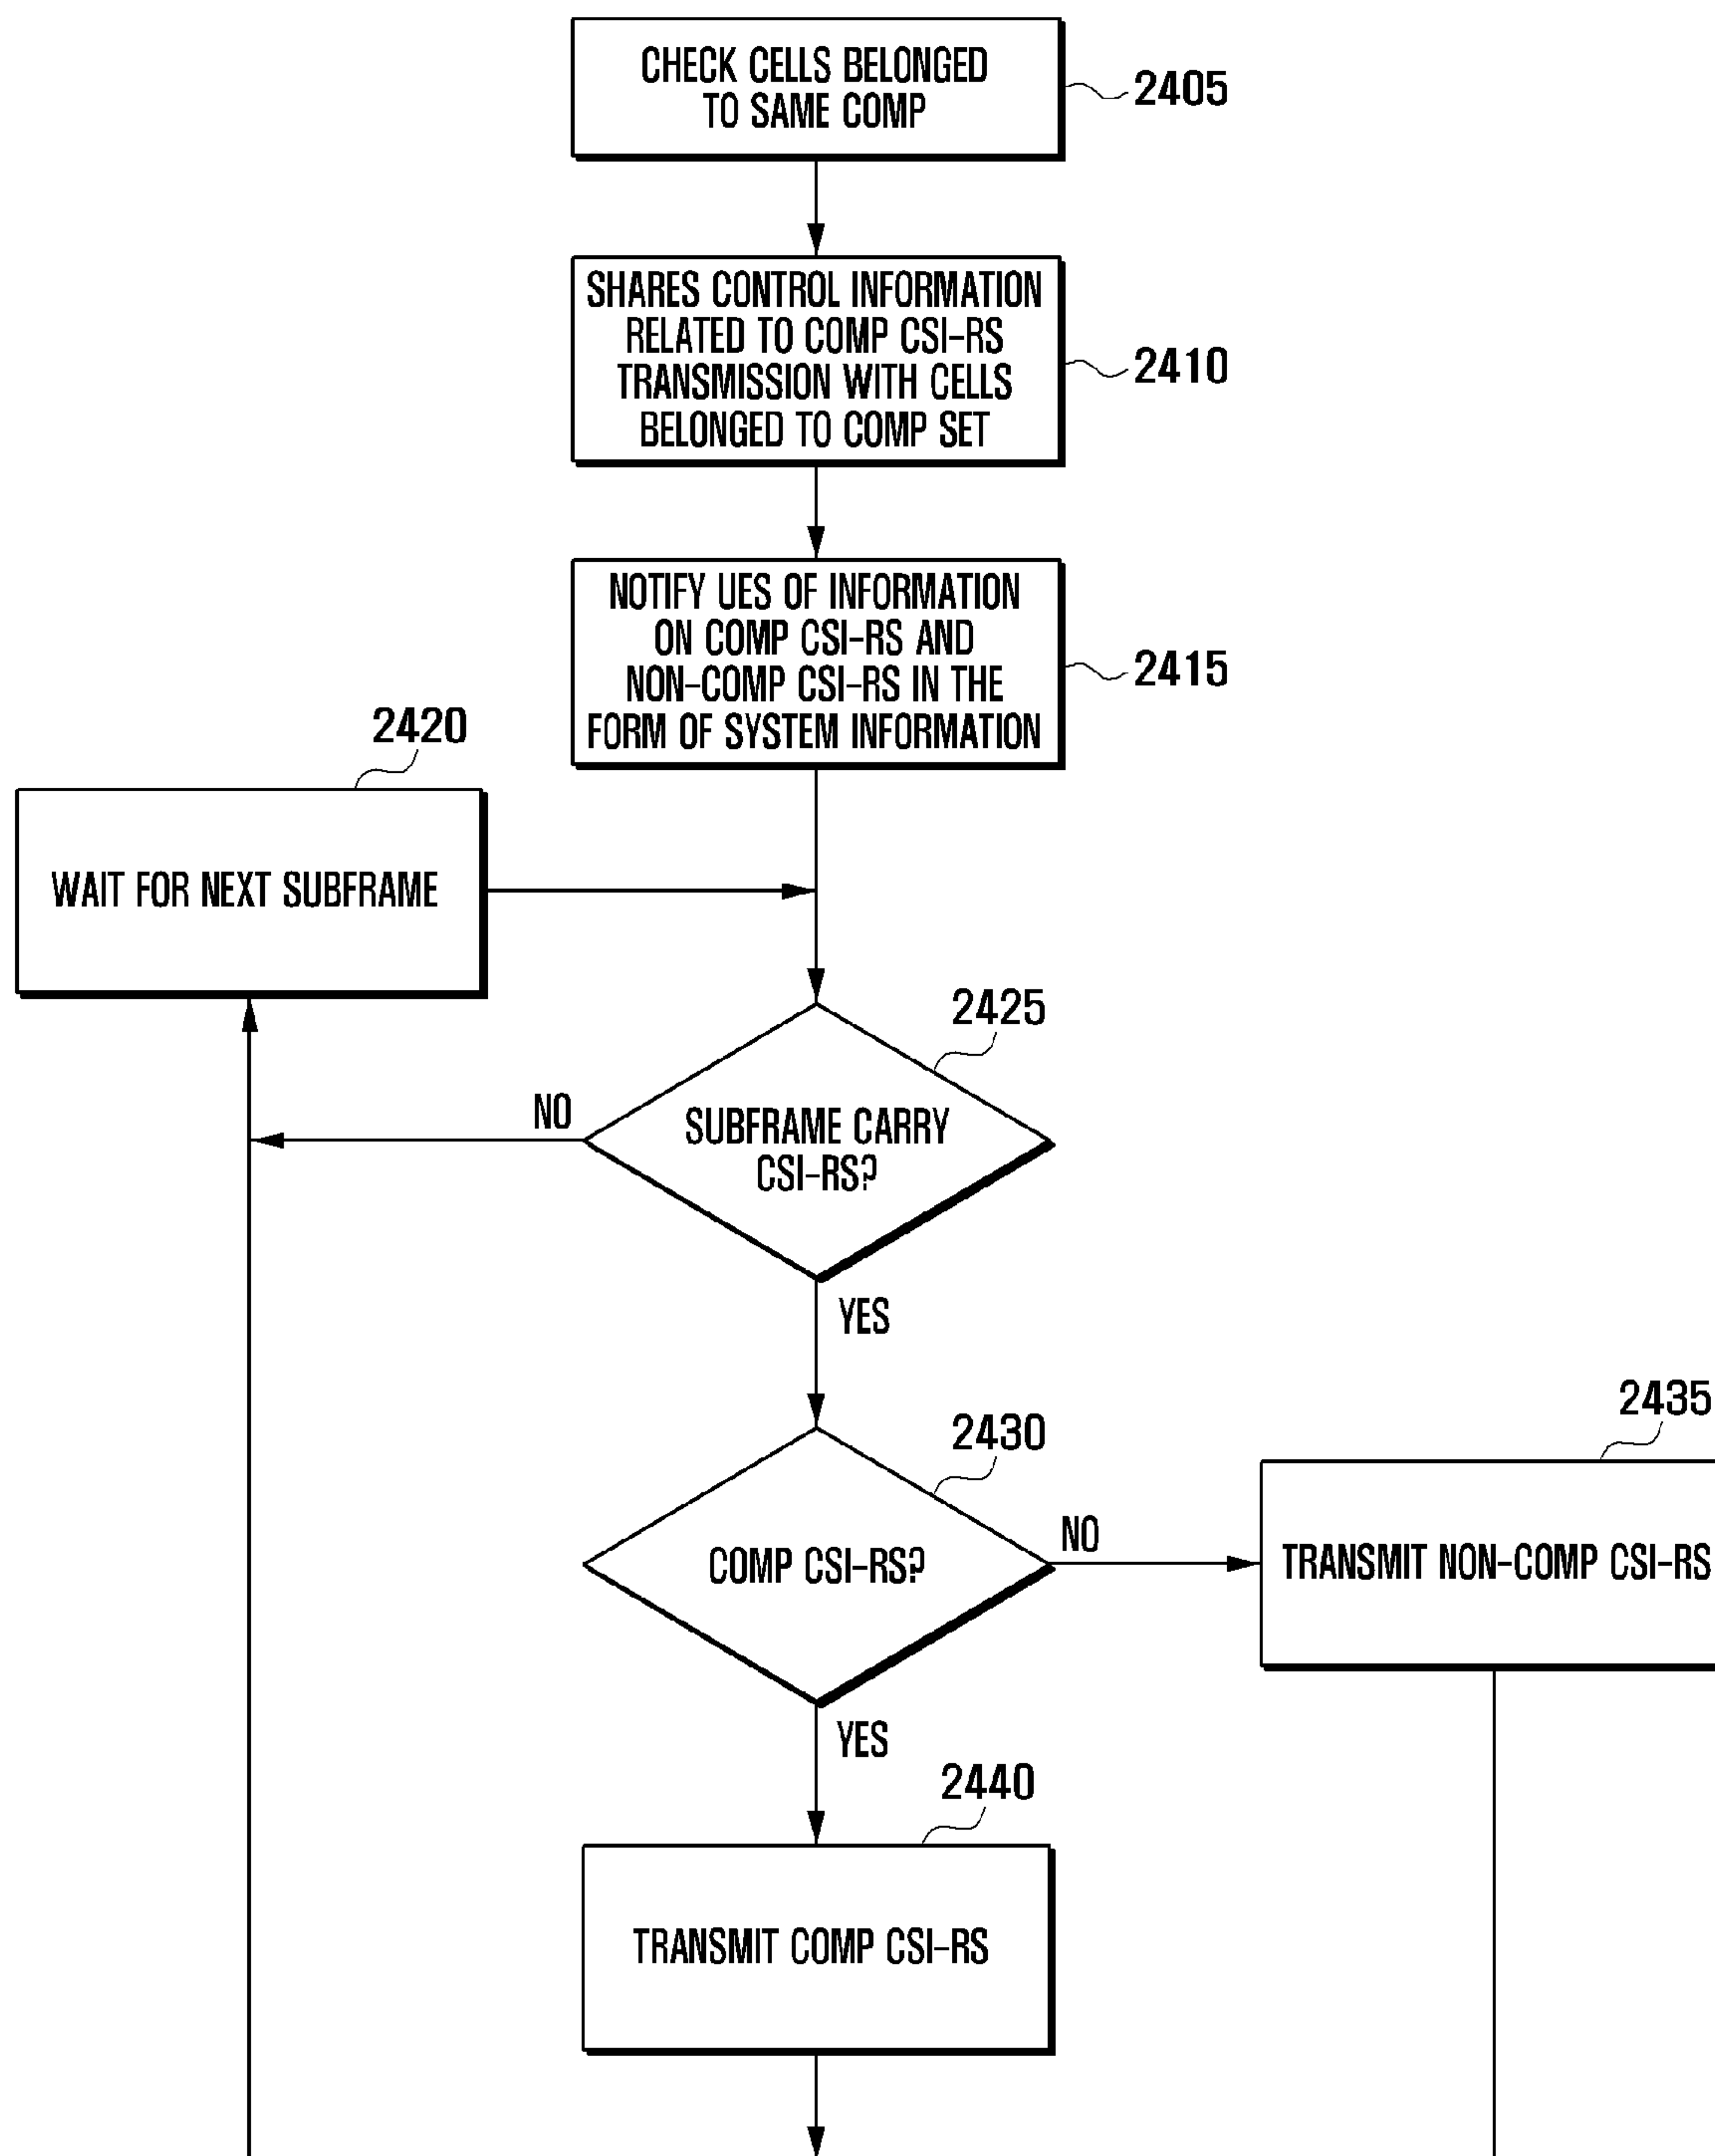 CHECK CELLS BELONGED
TO SAME COMP
2405
SHARES CONTROL INFORMATION
RELATED TO COMP CSI-RS
TRANSMISSION WITH CELLS
BELONGED TO COMP SET
2410
NOTIFY UES OF INFORMATION
ON COMP CSI-RS AND
NON-COMP CSI-RS IN THE
FORM OF SYSTEM INFORMATION
2415
2420
WAIT FOR NEXT SUBFRAME
2425
SUBFRAME CARRY
CSI-RS?
NO
YES
2430
COMP CSI-RS?
NO
2435
TRANSMIT NON-COMP CSI-RS
YES
2440
TRANSMIT COMP CSI-RS